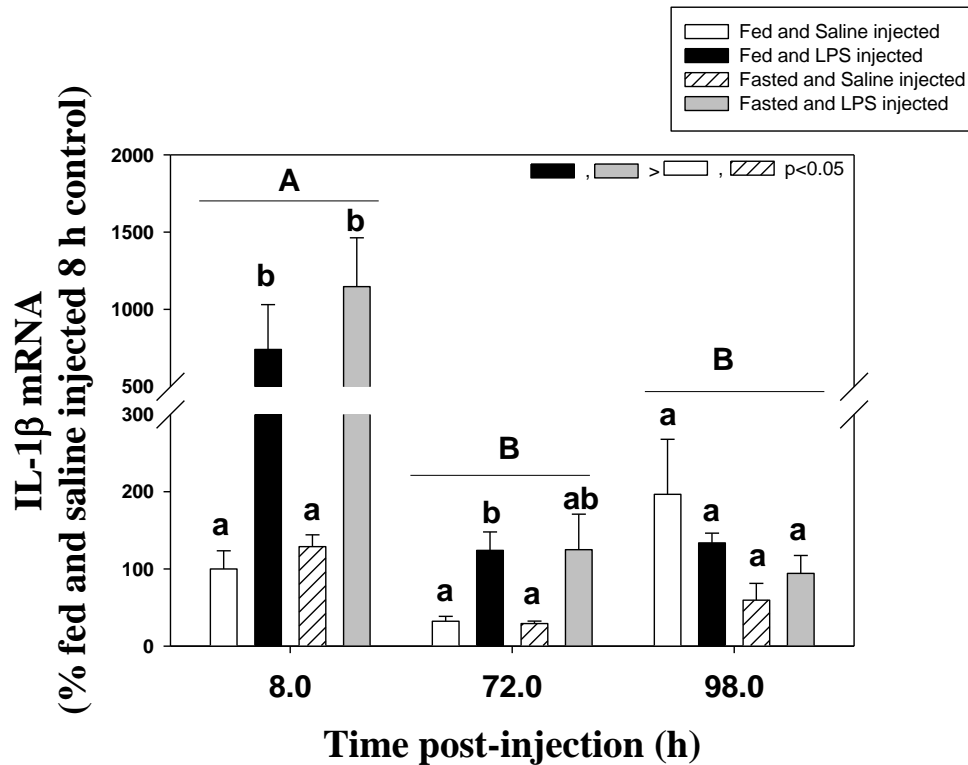 Fed and Saline injected
Fed and LPS injected
Fasted and Saline injected
Fasted and LPS injected
IL-1β mRNA
(% fed and saline injected 8 h control)
2000
1500
1000
500
300
200
100
0
, > , p<0.05
A
b
b
a
a
B
a
b
a
ab
B
a
a
a
a
8.0
72.0
98.0
Time post-injection (h)